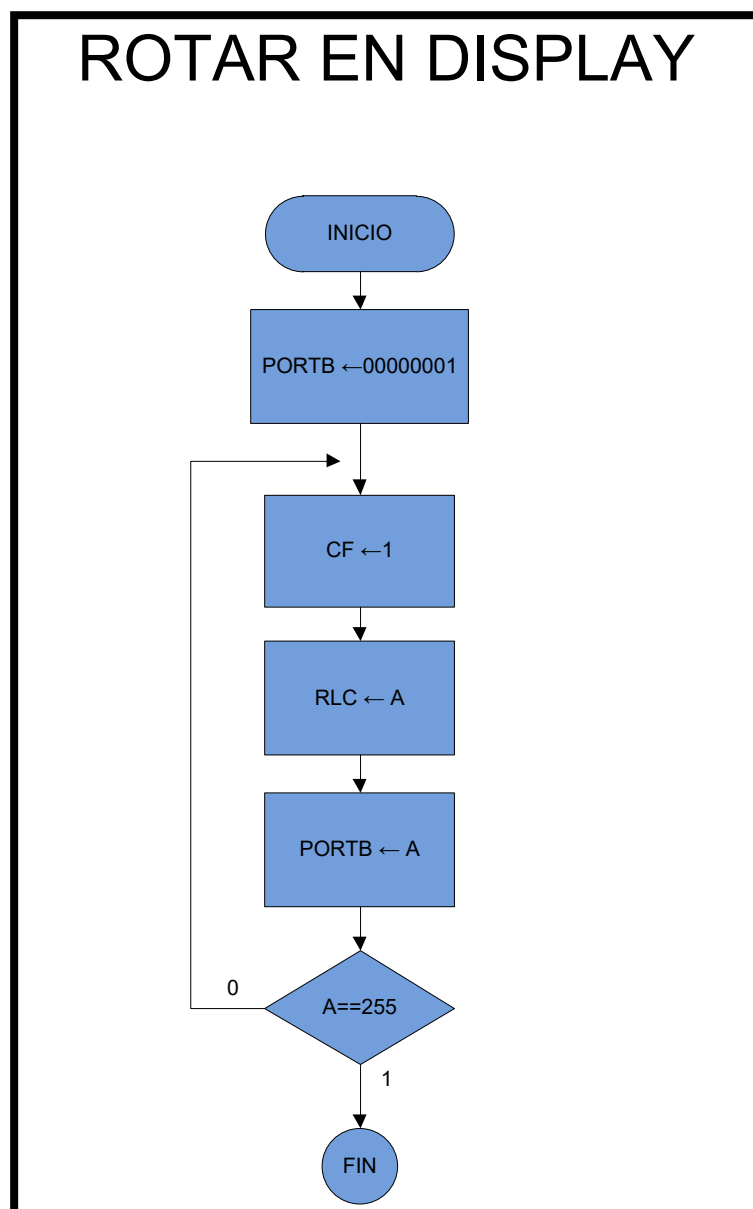 ROTAR EN DISPLAY
INICIO
PORTB ←00000001
CF ←1
RLC ← A
PORTB ← A
A==255
0
1
FIN